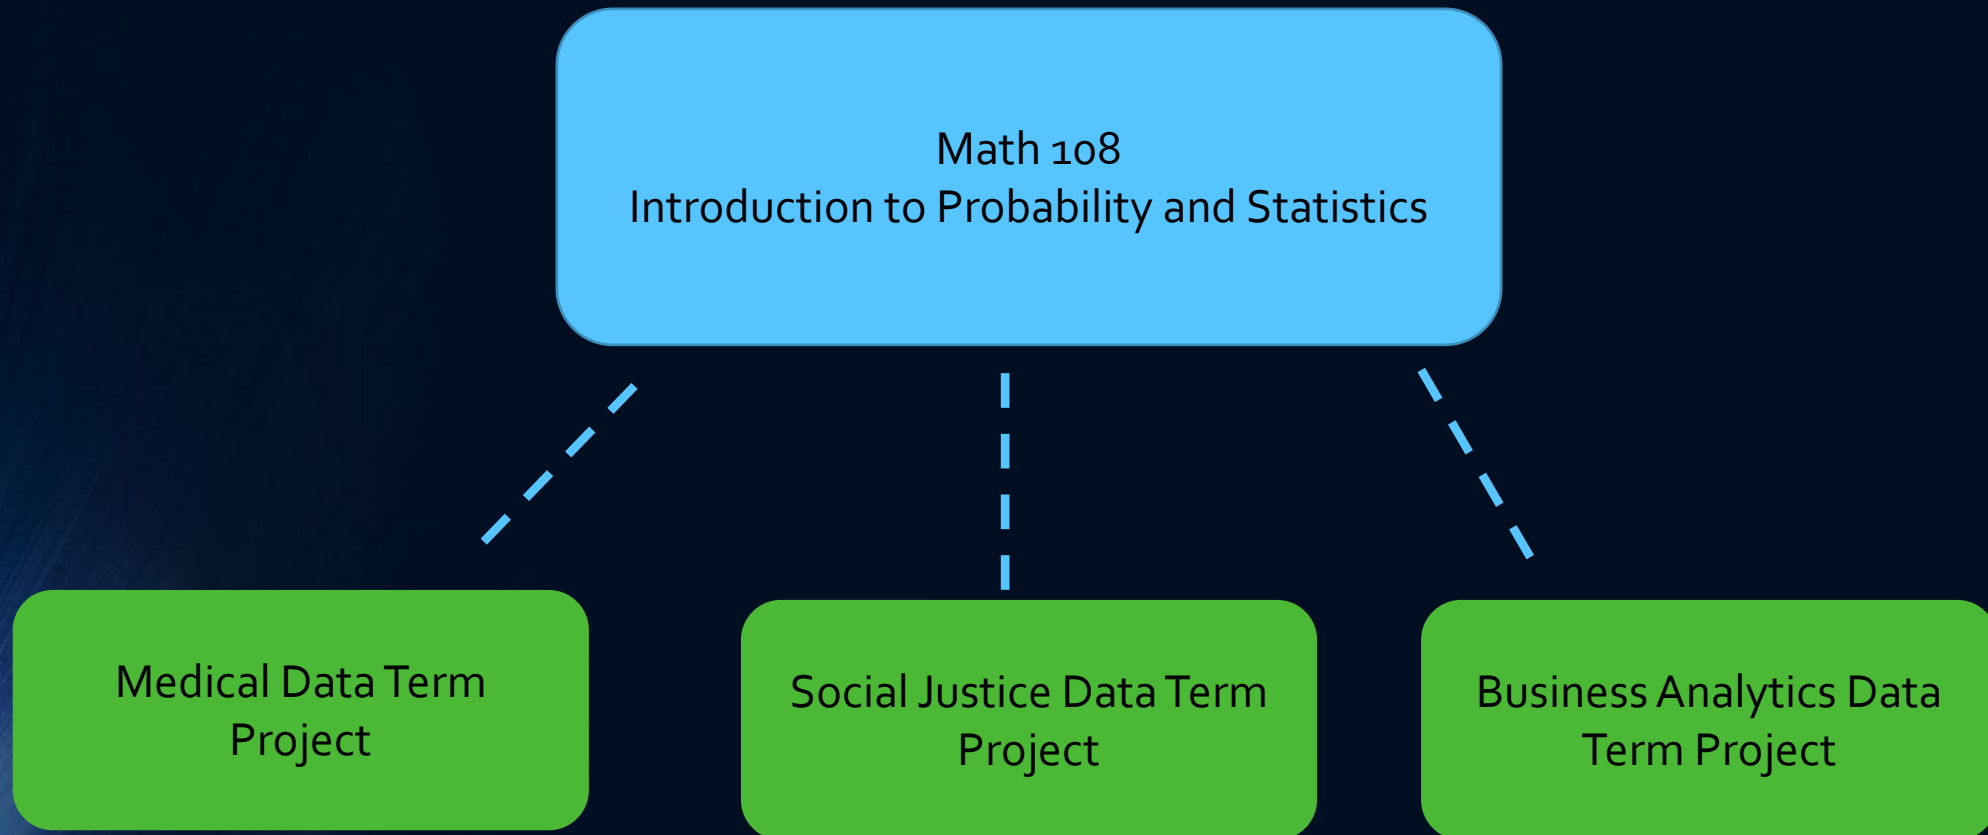 Math 108
Introduction to Probability and Statistics
Medical Data Term
Project
Social Justice Data Term
Project
Business Analytics Data
Term Project